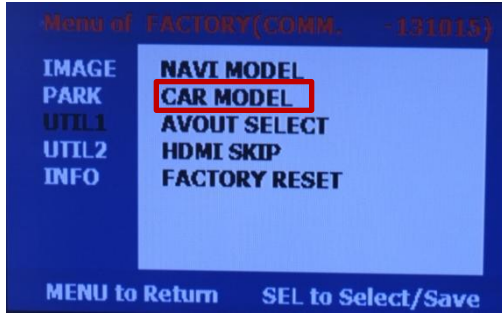 Menu of FACTORY(COMM. -131015)
IMAGE
PARK
UTIL1
UTIL2
INFO
NAVI MODEL
CAR MODEL
AVOUT SELECT
HDMI SKIP
FACTORY RESET
MENU to Return SEL to Select/Save